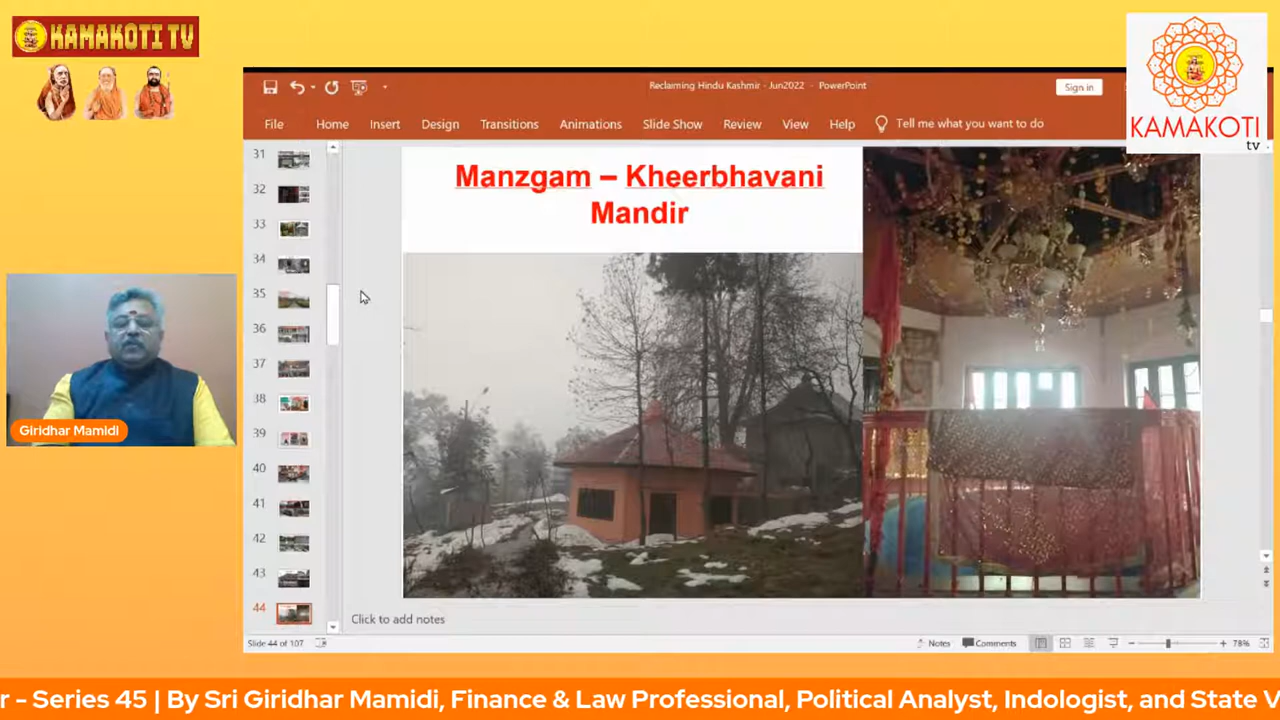 KAMAKOTI TV
KAMAKOTI
tv
Reclaiming Hindu Kashmir - Jun2022 - PowerPoint
Sign in
File Home Insert Design Transitions Animations Slide Show Review View Help Tell me what you want to do
31
32
33
34
35
36
37
38
39
40
41
42
43
44
Manzgam – Kheerbhavani
Mandir
Giridhar Mamidi
Click to add notes
Slide 44 of 107
Notes Comments 78%
r - Series 45 | By Sri Giridhar Mamidi, Finance & Law Professional, Political Analyst, Indologist, and State V